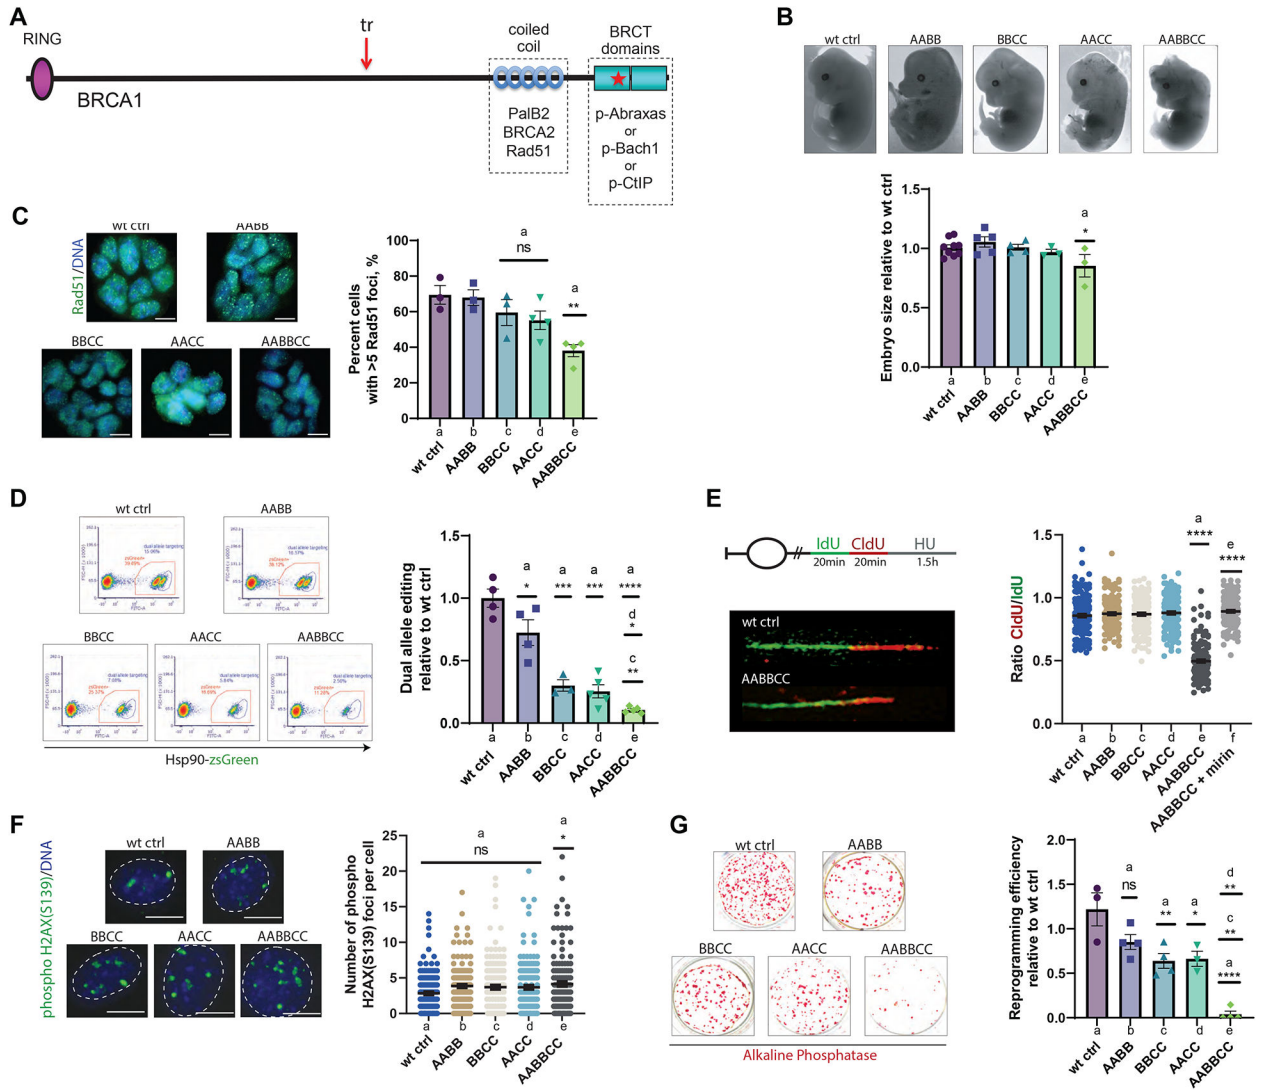 A
RING
tr
coiled
coil
BRCT
domains
BRCA1
PalB2
BRCA2
Rad51
p-Abraxas
or
p-Bach1
or
p-CtIP
B
wt ctrl
AABB
BBCC
AACC
AABBCC
Embryo size relative to wt ctrl
1.5
1.0
0.5
0.0
a
*
a b c d e
wt ctrl
AABB
BBCC
AACC
AABBCC
C
Rad51/DNA
wt ctrl
AABB
BBCC
AACC
AABBCC
Percent cells
with >5 Rad51 foci, %
100
80
60
40
20
0
a
ns
a
**
a b c d e
wt ctrl
AABB
BBCC
AACC
AABBCC
D
wt ctrl
AABB
BBCC
AACC
AABBCC
dual allele targeting
zsGreen+
FITC-A
Hsp90-zsGreen
Dual allele editing
relative to wt ctrl
1.5
1.0
0.5
0.0
a
*
a
***
a
***
a
****
d
*
c
**
a b c d e
wt ctrl
AABB
BBCC
AACC
AABBCC
E
IdU
CldU
HU
20min
20min
1.5h
wt ctrl
AABBCC
Ratio CldU/IdU
1.5
1.0
0.5
0.0
a
****
e
****
a b c d e f
wt ctrl
AABB
BBCC
AACC
AABBCC
AABBCC + mirin
F
phospho H2AX(S139)/DNA
wt ctrl
AABB
BBCC
AACC
AABBCC
Number of phospho
H2AX(S139) foci per cell
25
20
15
10
5
0
a
ns
a
*
a b c d e
wt ctrl
AABB
BBCC
AACC
AABBCC
G
wt ctrl
AABB
BBCC
AACC
AABBCC
Alkaline Phosphatase
Reprogramming efficiency
relative to wt ctrl
2.0
1.5
1.0
0.5
0.0
a
ns
a
**
a
*
d
**
c
**
a
****
a b c d e
wt ctrl
AABB
BBCC
AACC
AABBCC